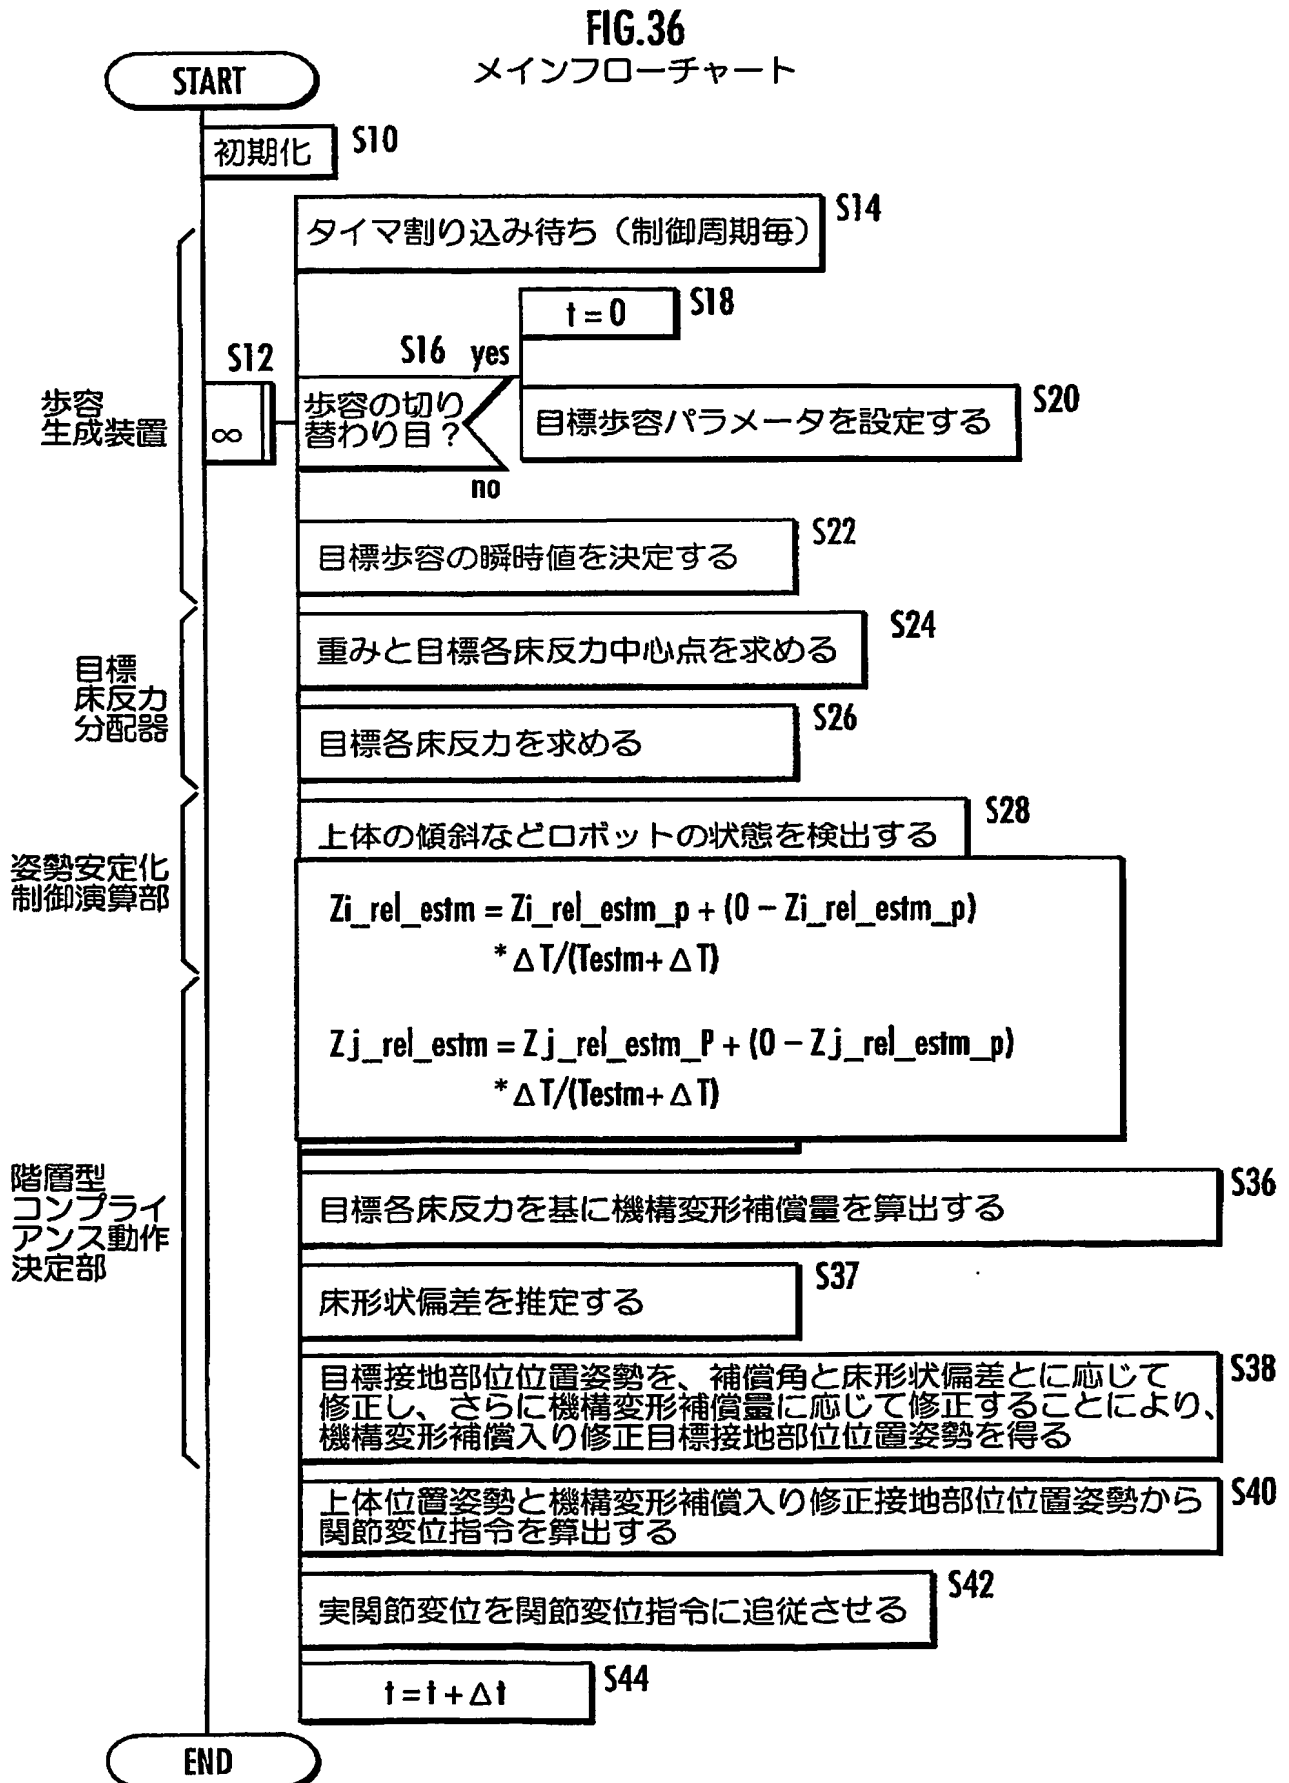 FIG.36
メインフローチャート
START
初期化
S10
タイマ割り込み待ち（制御周期毎）
S14
t = 0
S18
S12
∞
S16
yes
歩容の切り
替わり目？
no
目標歩容パラメータを設定する
S20
歩容
生成装置
目標歩容の瞬時値を決定する
S22
重みと目標各床反力中心点を求める
S24
目標
床反力
分配器
目標各床反力を求める
S26
上体の傾斜などロボットの状態を検出する
S28
姿勢安定化
制御演算部
Zi_rel_estm = Zi_rel_estm_p + (0 – Zi_rel_estm_p)
* ΔT/(Testm+ ΔT)
Zj_rel_estm = Zj_rel_estm_P + (0 – Zj_rel_estm_p)
* ΔT/(Testm+ ΔT)
階層型
コンプライ
アンス動作
決定部
目標各床反力を基に機構変形補償量を算出する
S36
床形状偏差を推定する
S37
目標接地部位位置姿勢を、補償角と床形状偏差とに応じて
修正し、さらに機構変形補償量に応じて修正することにより、
機構変形補償入り修正目標接地部位位置姿勢を得る
S38
上体位置姿勢と機構変形補償入り修正接地部位位置姿勢から
関節変位指令を算出する
S40
実関節変位を関節変位指令に追従させる
S42
t = t + Δt
S44
END